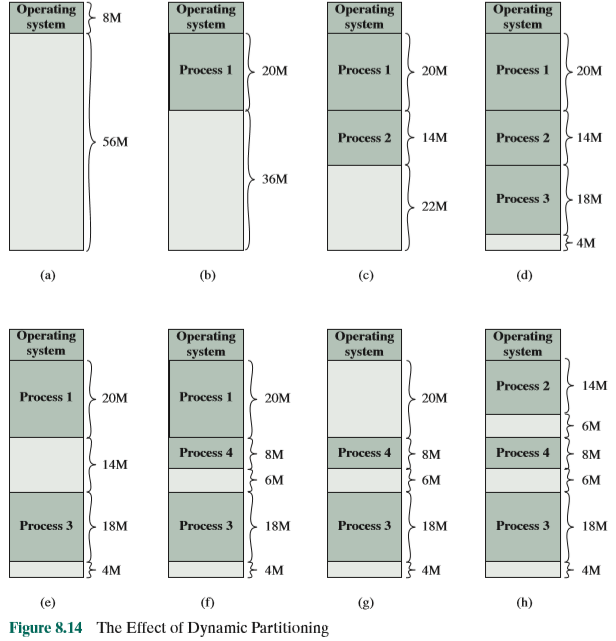 Operating
system
8M
56M
(a)
Operating
system
Process 1
20M
36M
(b)
Operating
system
Process 1
20M
Process 2
14M
22M
(c)
Operating
system
Process 1
20M
Process 2
14M
Process 3
18M
4M
(d)
Operating
system
Process 1
20M
14M
Process 3
18M
4M
(e)
Operating
system
Process 1
20M
Process 4
8M
6M
Process 3
18M
4M
(f)
Operating
system
20M
Process 4
8M
6M
Process 3
18M
4M
(g)
Operating
system
Process 2
14M
6M
Process 4
8M
6M
Process 3
18M
4M
(h)
Figure 8.14 The Effect of Dynamic Partitioning